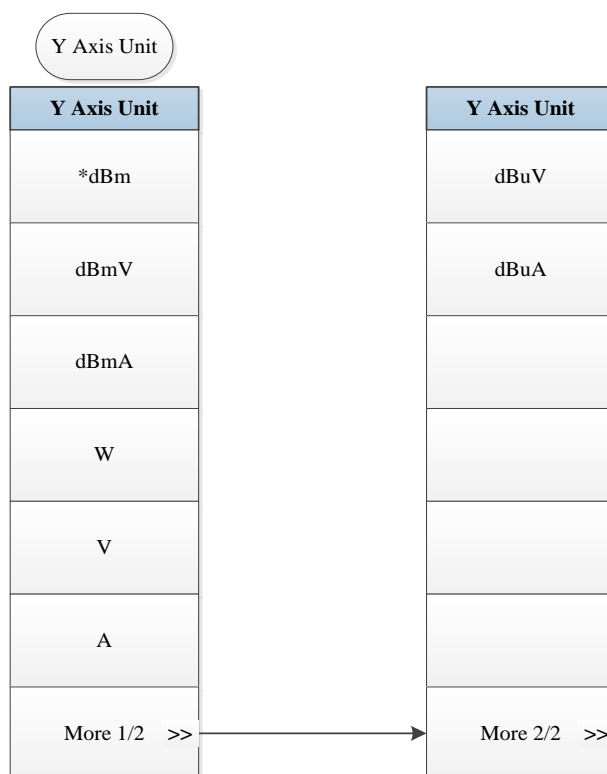 Y Axis Unit
Y Axis Unit
*dBm
dBmV
dBmA
W
V
A
More 1/2 >>
Y Axis Unit
dBuV
dBuA
More 2/2 >>